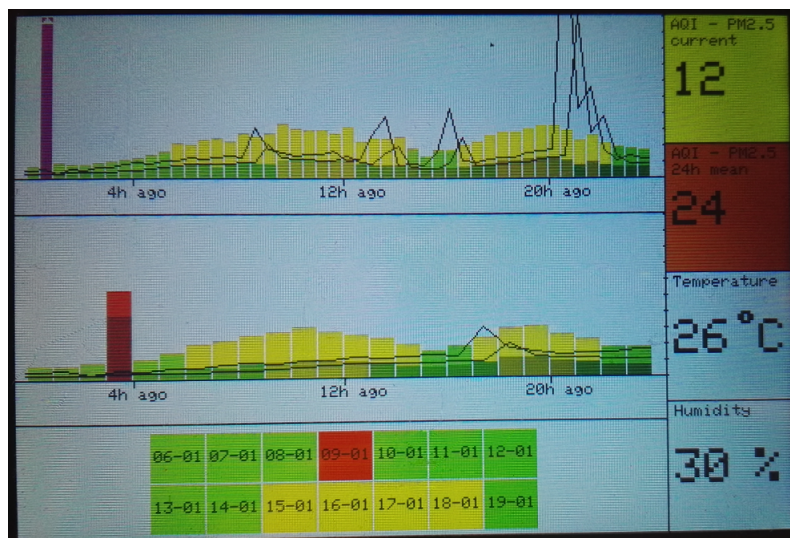 AQI - PM2.5
current
12
AQI - PM2.5
24h mean
24
4h ago 12h ago 20h ago
Temperature
26°C
4h ago 12h ago 20h ago
Humidity
30 %
06-01 07-01 08-01 09-01 10-01 11-01 12-01
13-01 14-01 15-01 16-01 17-01 18-01 19-01